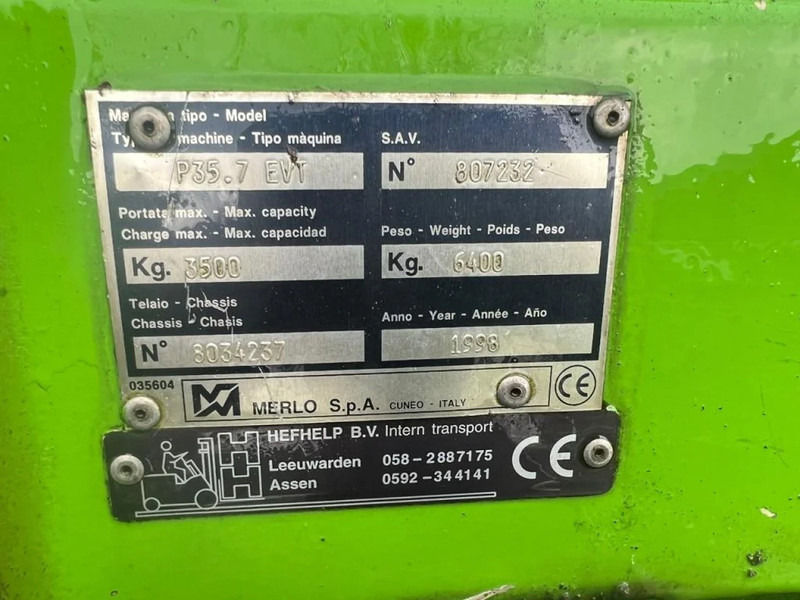 tipo - Model
machine - Tipo màquina
P35.7 EVT
S.A.V.
N° 807232
Portata max. - Max. capacity
Charge max. - Max. capacidad
Kg. 3500
Peso - Weight - Poids - Peso
Kg. 6400
Telaio - Chassis
Chassis - Chasis
N° 8034237
Anno - Year - Année - Año
1998
035604
MERLO S.p.A. CUNEO - ITALY
CE
HEFHELP B.V. Intern transport
Leeuwarden 058-2887175
Assen 0592-344141
CE